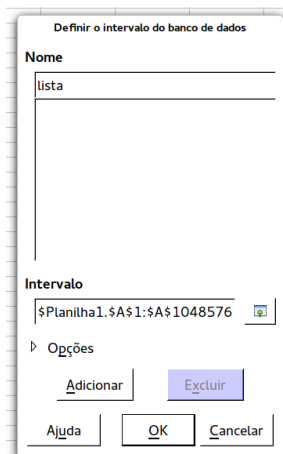 Definir o intervalo do banco de dados
Nome
lista
Intervalo
$Planilha1.$A$1:$A$1048576
Opções
Adicionar Excluir
Ajuda OK Cancelar